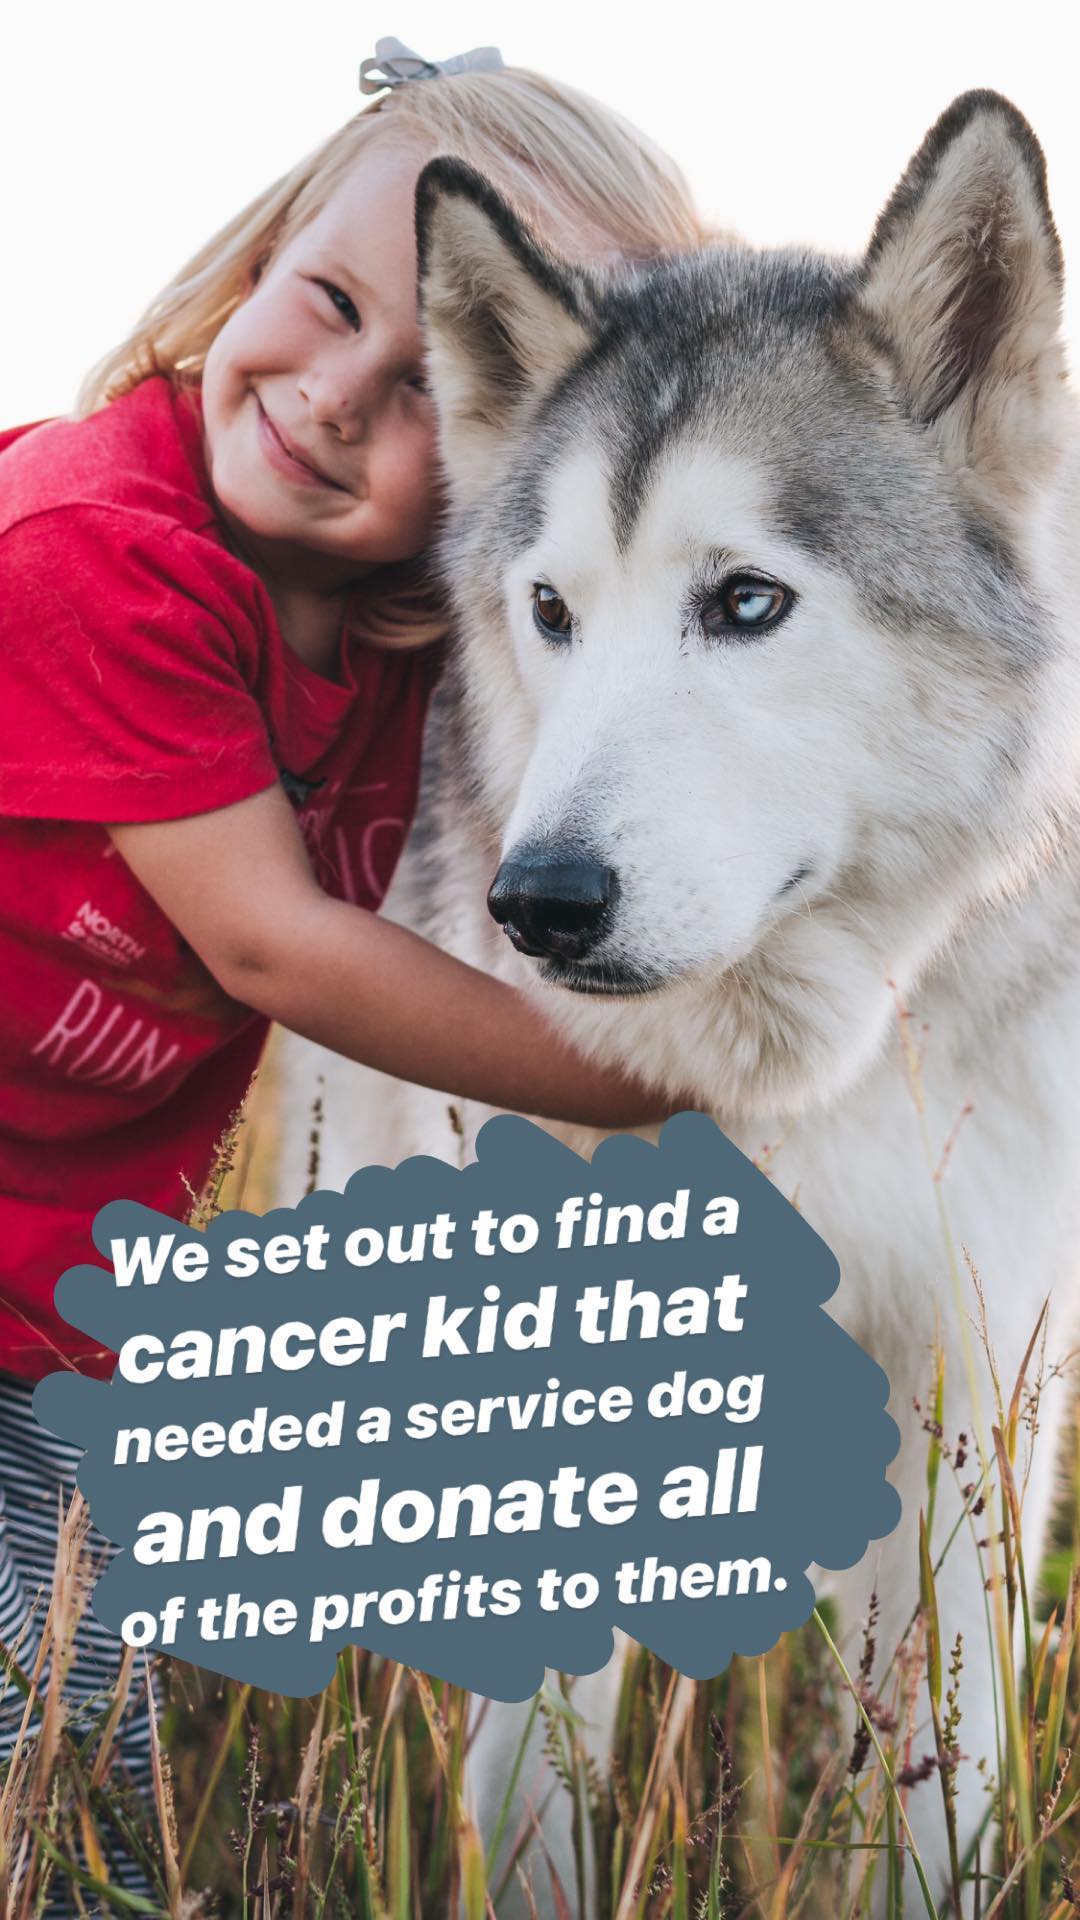 NORTH
RUN
We set out to find a
cancer kid that
needed a service dog
and donate all
of the profits to them.